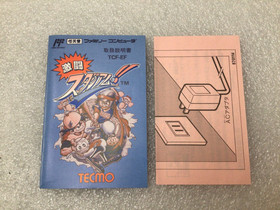 ファミリー コンピュータ
取扱説明書
TCF-EF
激闘
スタジアム!!
TM
TECMO
ACアダプタ